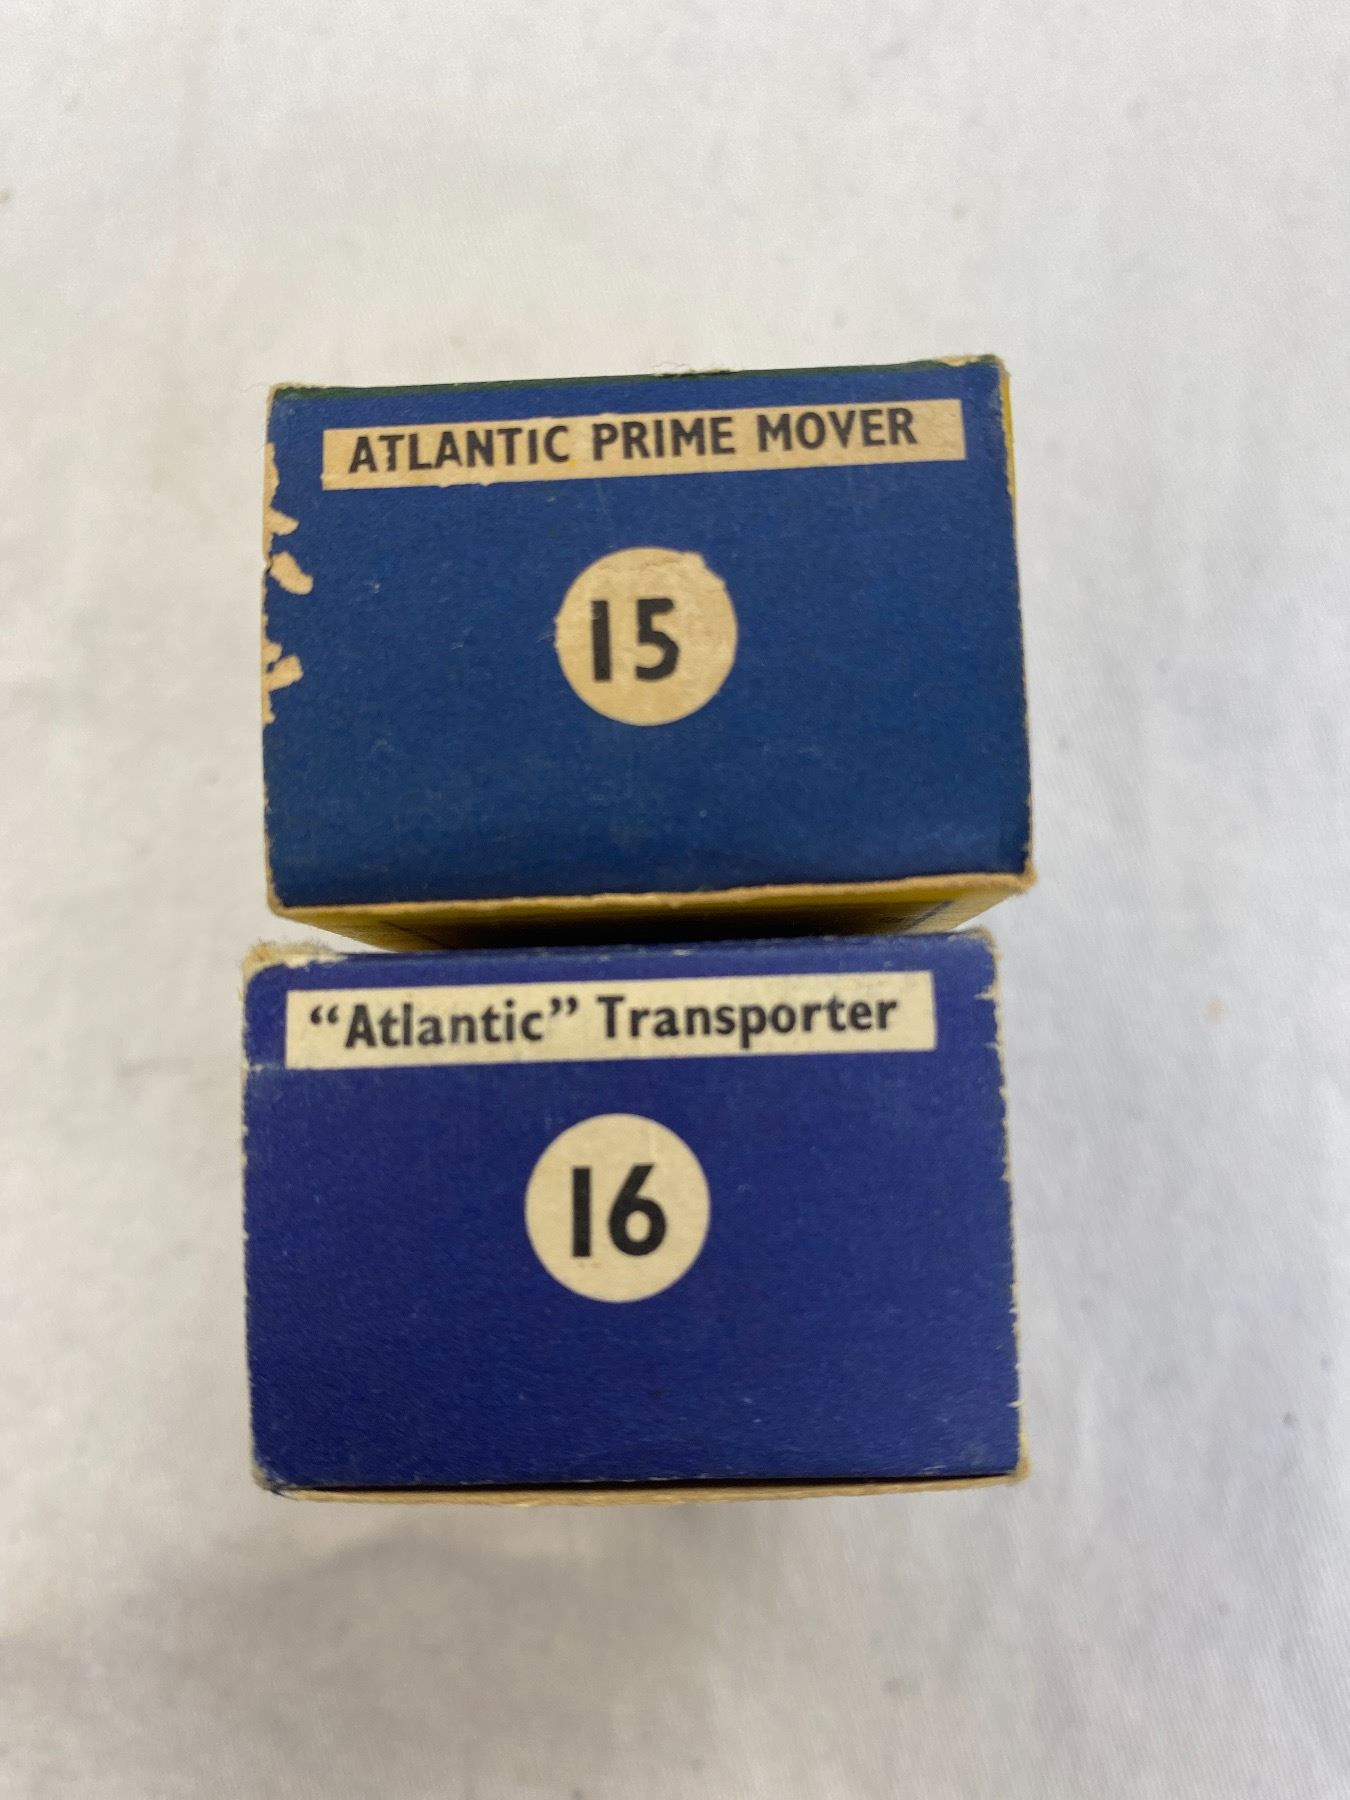 ATLANTIC PRIME MOVER
15
“Atlantic” Transporter
16